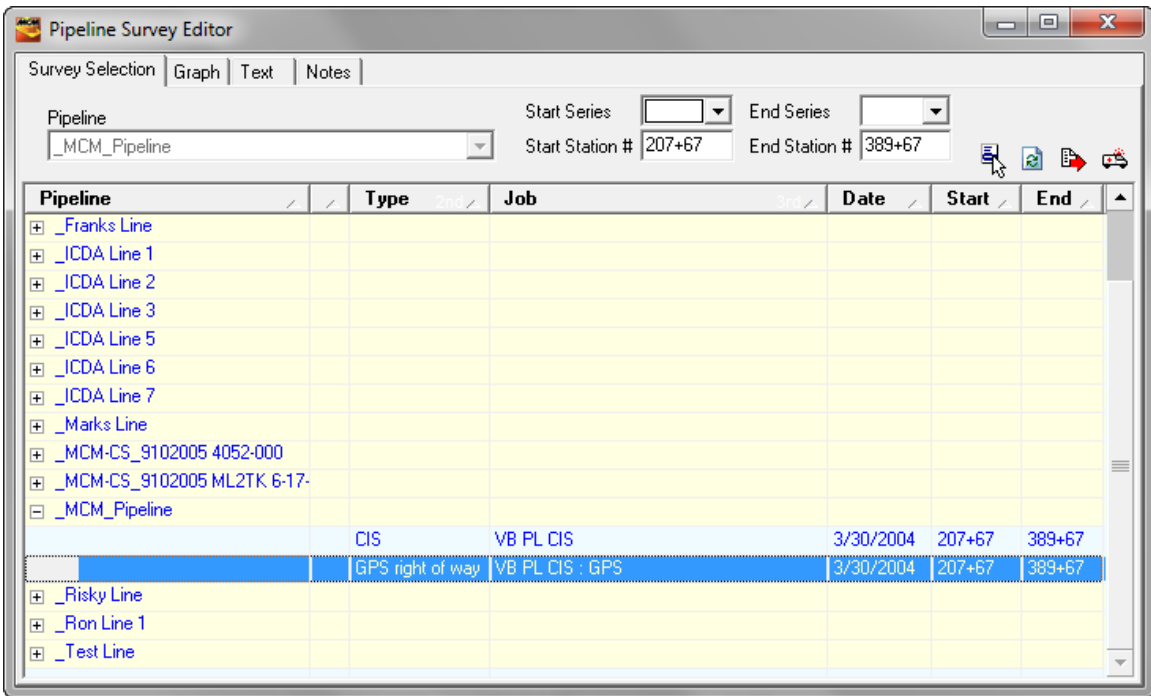 Pipeline Survey Editor
Survey Selection Graph Text Notes
Pipeline
_MCM_Pipeline
Start Series End Series
Start Station # 207+67 End Station # 389+67
Pipeline Type 2nd Job 3rd Date Start End
_Franks Line
_ICDA Line 1
_ICDA Line 2
_ICDA Line 3
_ICDA Line 5
_ICDA Line 6
_ICDA Line 7
_Marks Line
_MCM-CS_9102005 4052-000
_MCM-CS_9102005 ML2TK 6-17-
_MCM_Pipeline
CIS VB PL CIS 3/30/2004 207+67 389+67
GPS right of way VB PL CIS : GPS 3/30/2004 207+67 389+67
_Risky Line
_Ron Line 1
_Test Line